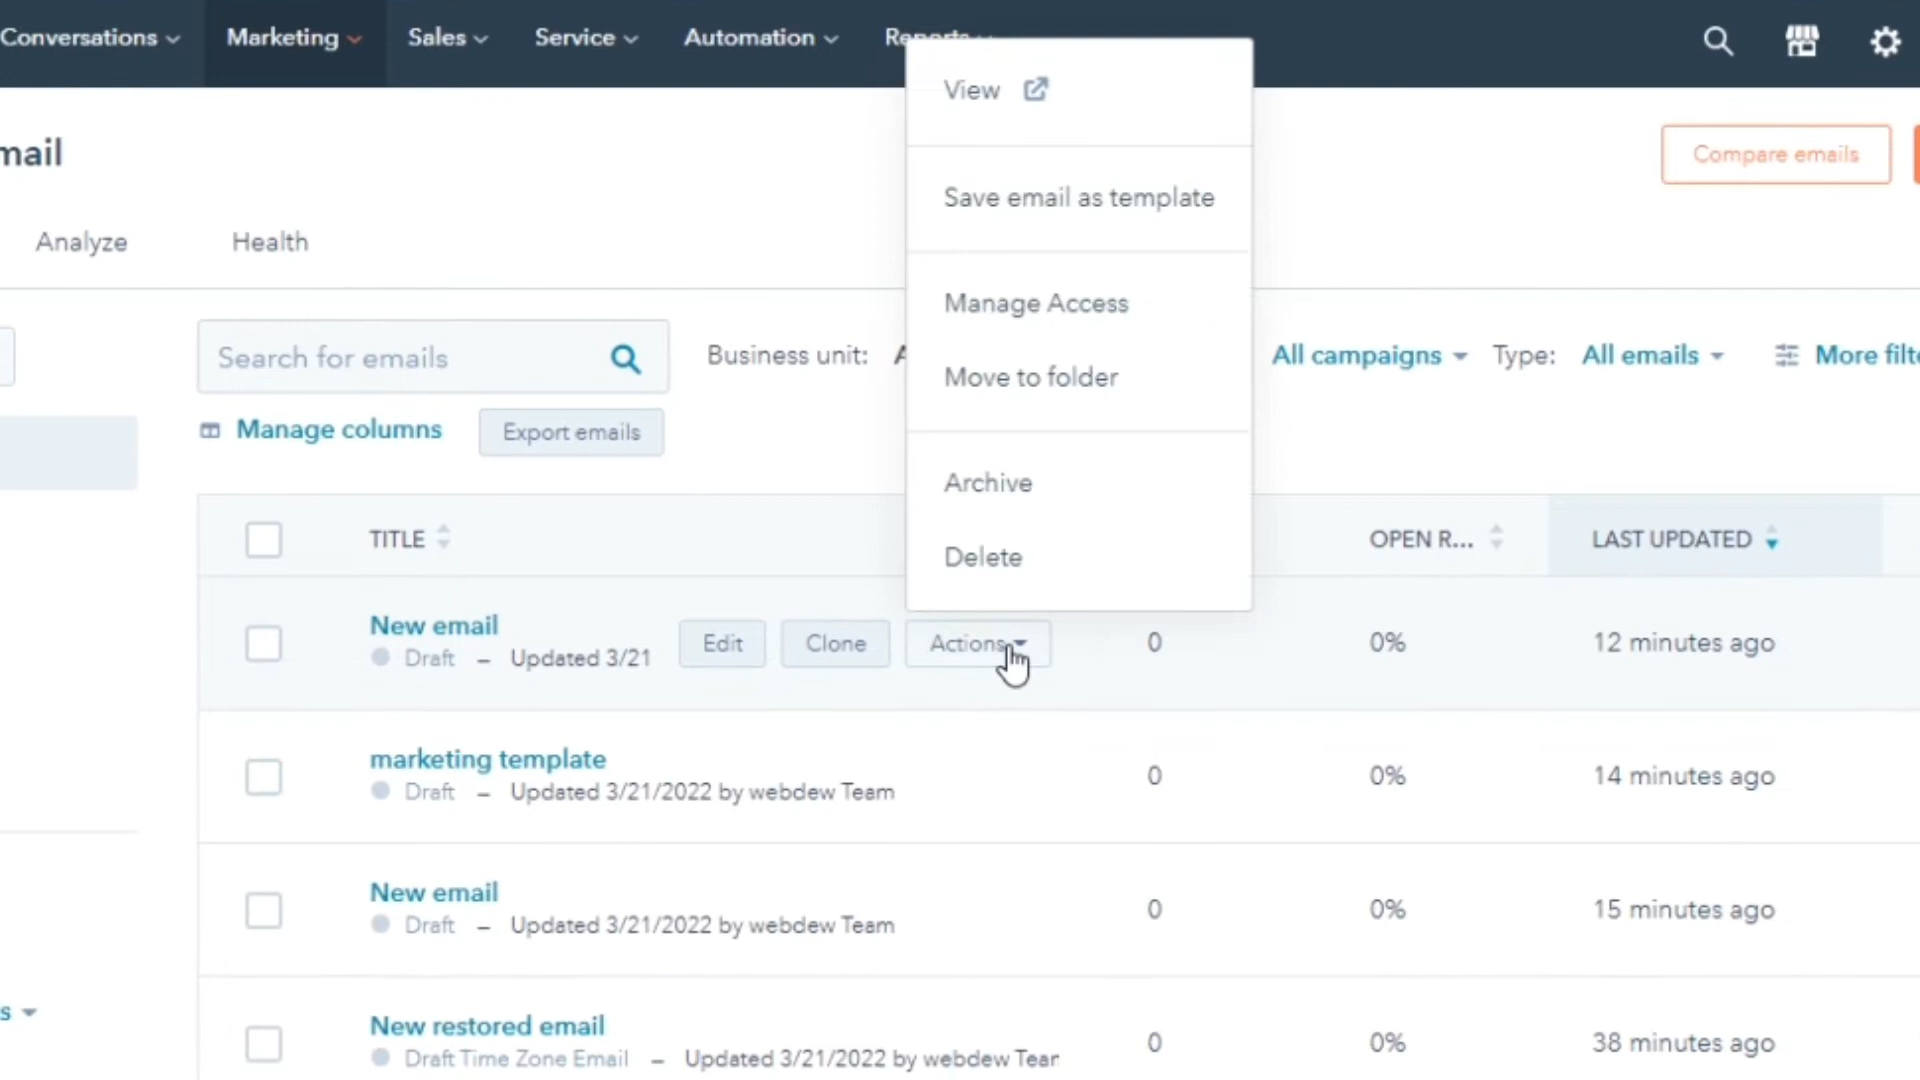 Conversations Marketing Sales Service Automation Reports
View
mail
Compare emails
Save email as template
Analyze Health
Manage Access
Search for emails
Business unit:
All campaigns Type: All emails More
Move to folder
Manage columns Export emails
Archive
TITLE OPEN R... LAST UPDATED
Delete
New email
Draft – Updated 3/21
Edit Clone Actions 0 0% 12 minutes ago
marketing template
Draft – Updated 3/21/2022 by webdew Team
0 0% 14 minutes ago
New email
Draft – Updated 3/21/2022 by webdew Team
0 0% 15 minutes ago
New restored email
Draft Time Zone Email – Updated 3/21/2022 by webdew
0 0% 38 minutes ago